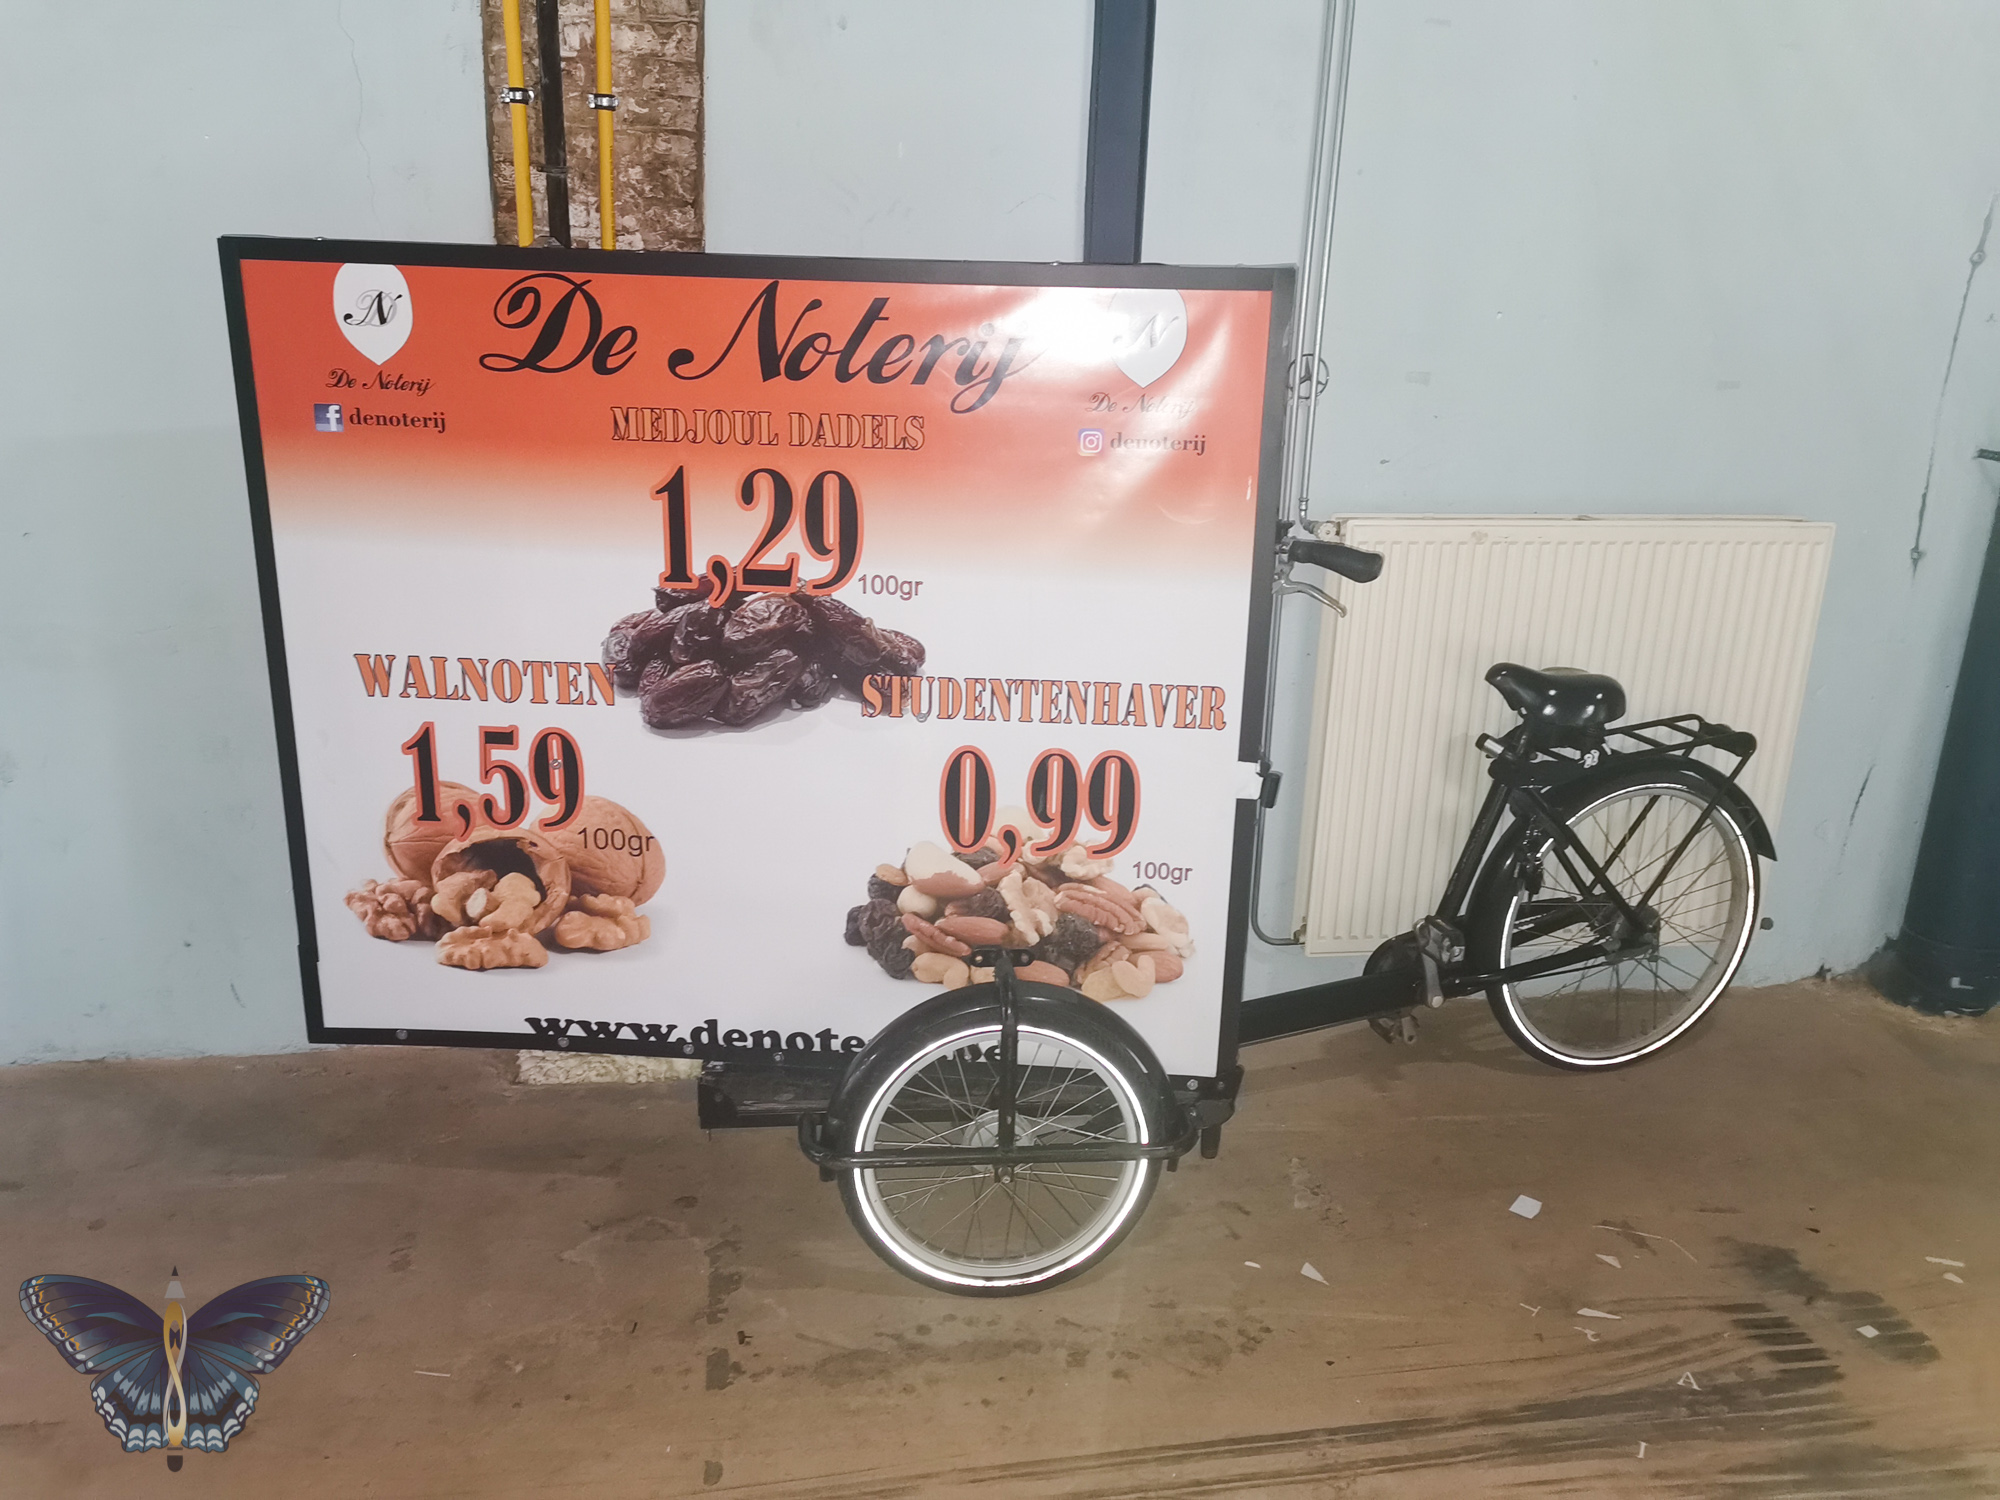 De Noterij
N
De Noterij
denoterij
N
De Noterij
denoterij
MEDJOUL DADELS
1,29
100gr
WALNOTEN
1,59
100gr
STUDENTENHAVER
0,99
100gr